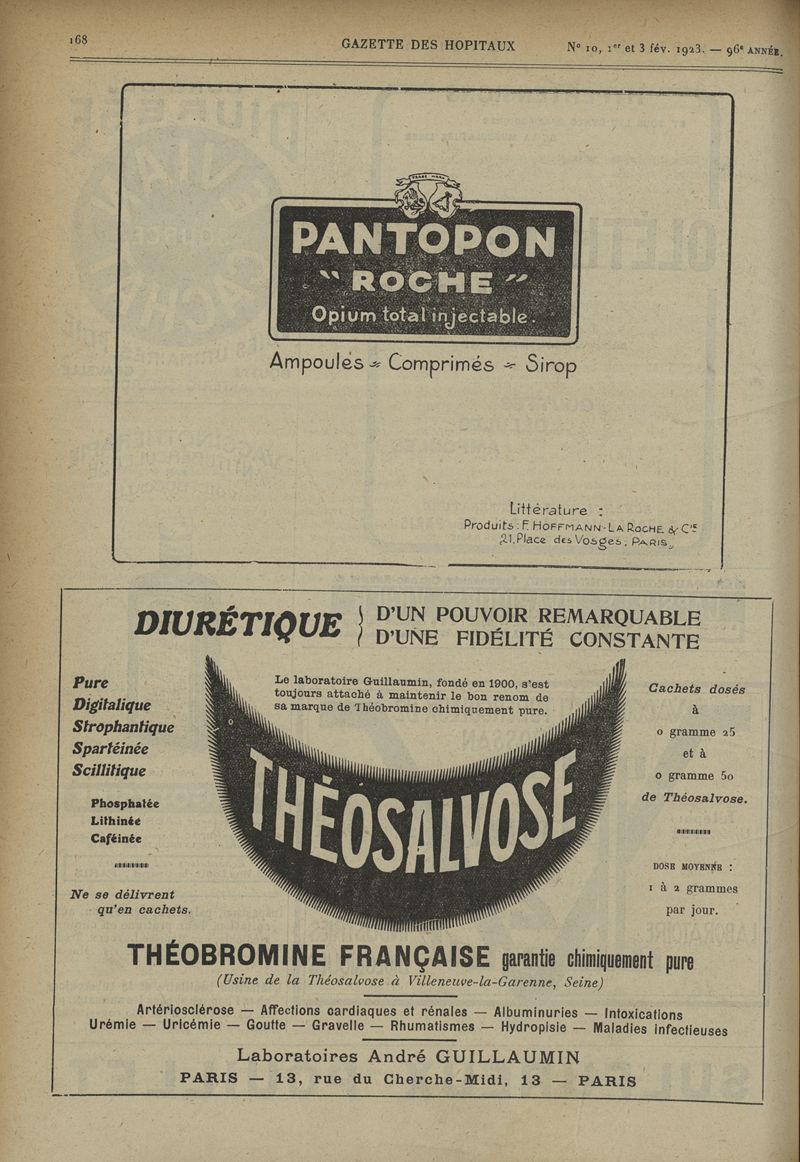 168
GAZETTE DES HOPITAUX
N° 10, 1er et 3 fév. 1923. — 96e ANNÉE.
PANTOPON
"ROCHE"
Opium total injectable.
Ampoules - Comprimés - Sirop
Littérature :
Produits: F. HOFFMANN-LA ROCHE & Cie
21, Place des Vosges, PARIS.
DIURÉTIQUE
D'UN POUVOIR REMARQUABLE
D'UNE FIDÉLITÉ CONSTANTE
Pure
Digitalique
Strophantique
Spartéinée
Scillitique
Phosphatée
Lithinée
Caféinée
Ne se délivrent
qu'en cachets.
Le laboratoire Guillaumin, fondé en 1900, s'est
toujours attaché à maintenir le bon renom de
sa marque de Théobromine chimiquement pure.
THÉOSALVOSE
Cachets dosés
à
0 gramme 25
et à
0 gramme 50
de Théosalvose.
DOSE MOYENNE :
1 à 2 grammes
par jour.
THÉOBROMINE FRANÇAISE garantie chimiquement pure
(Usine de la Théosalvose à Villeneuve-la-Garenne, Seine)
Artériosclérose — Affections cardiaques et rénales — Albuminuries — Intoxications
Urémie — Uricémie — Goutte — Gravelle — Rhumatismes — Hydropisie — Maladies infectieuses
Laboratoires André GUILLAUMIN
PARIS — 13, rue du Cherche-Midi, 13 — PARIS